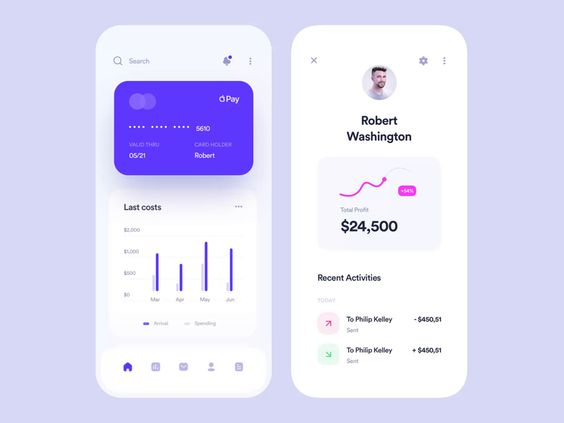 Search
Pay
•••• •••• •••• 5610
VALID THRU
CARD HOLDER
05/21
Robert
Last costs
$2,000
$1,000
$500
$0
Mar
Apr
May
Jun
Arrival
Spending
Robert
Washington
+54%
Total Profit
$24,500
Recent Activities
TODAY
To Philip Kelley
- $450,51
Sent
To Philip Kelley
+ $450,51
Sent